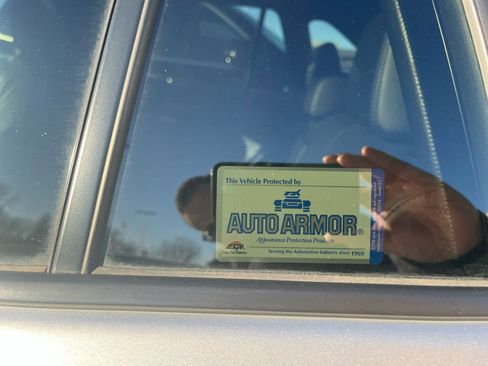 This Vehicle Protected by
AUTO ARMOR®
Appearance Protection Products
Serving the Automotive Industry since 1969